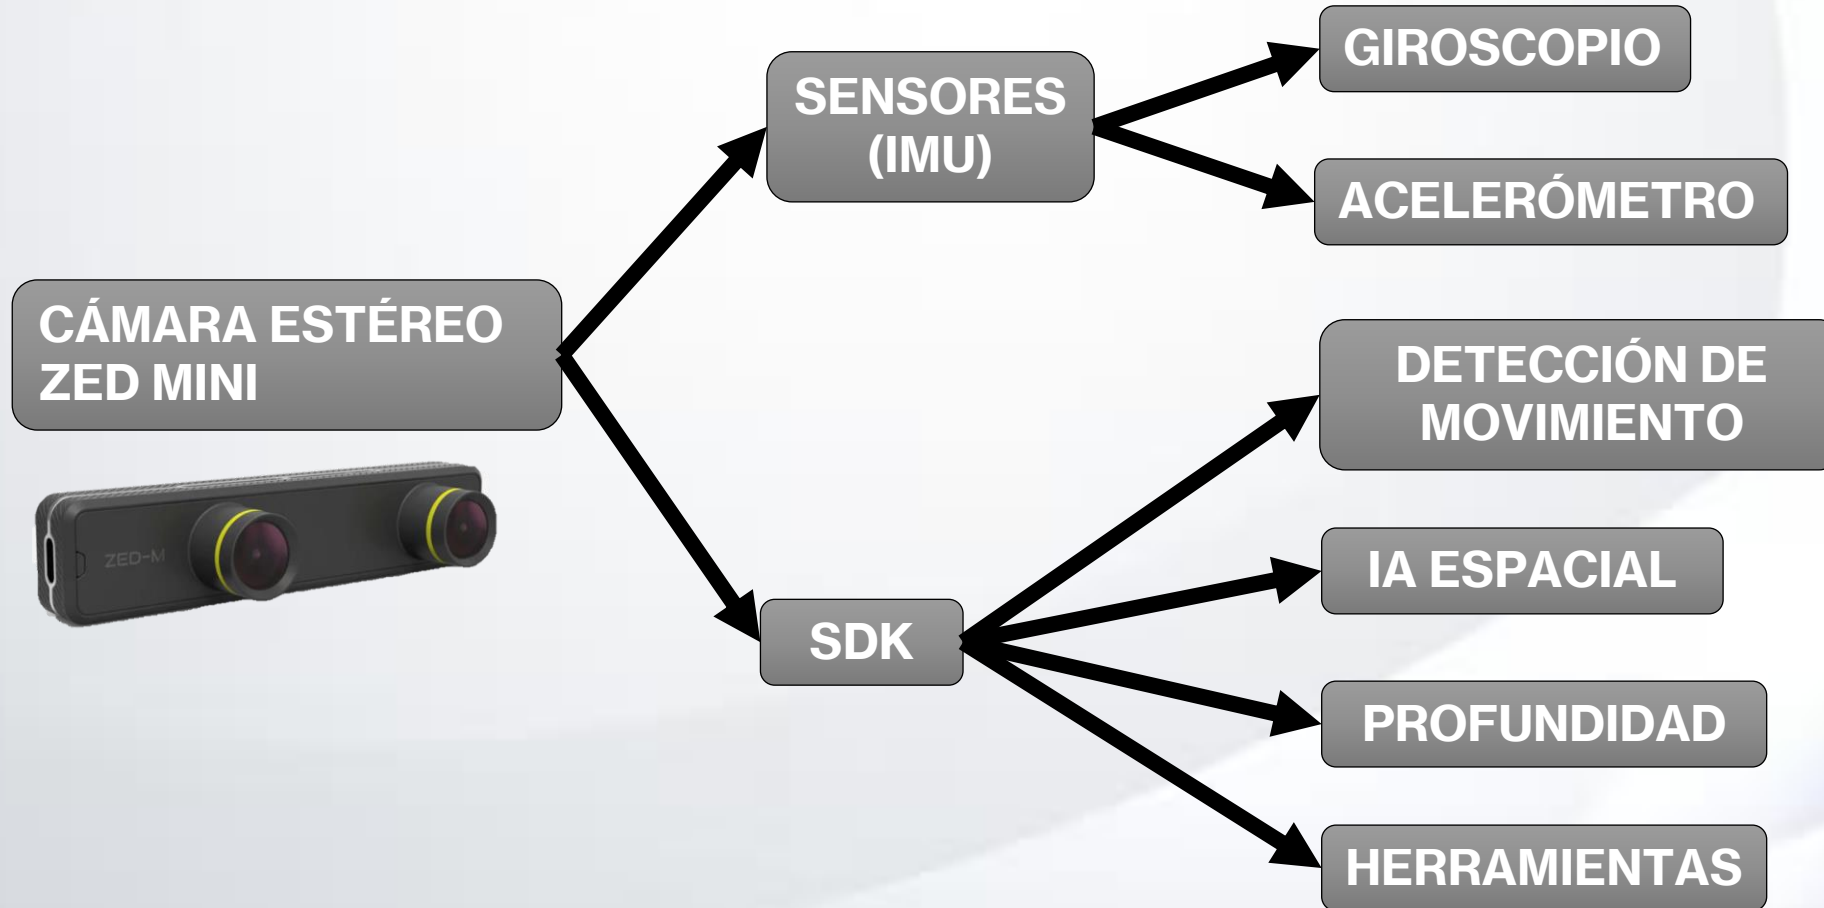 CÁMARA ESTÉREO
ZED MINI
ZED-M
SENSORES
(IMU)
GIROSCOPIO
ACELERÓMETRO
SDK
DETECCIÓN DE
MOVIMIENTO
IA ESPACIAL
PROFUNDIDAD
HERRAMIENTAS